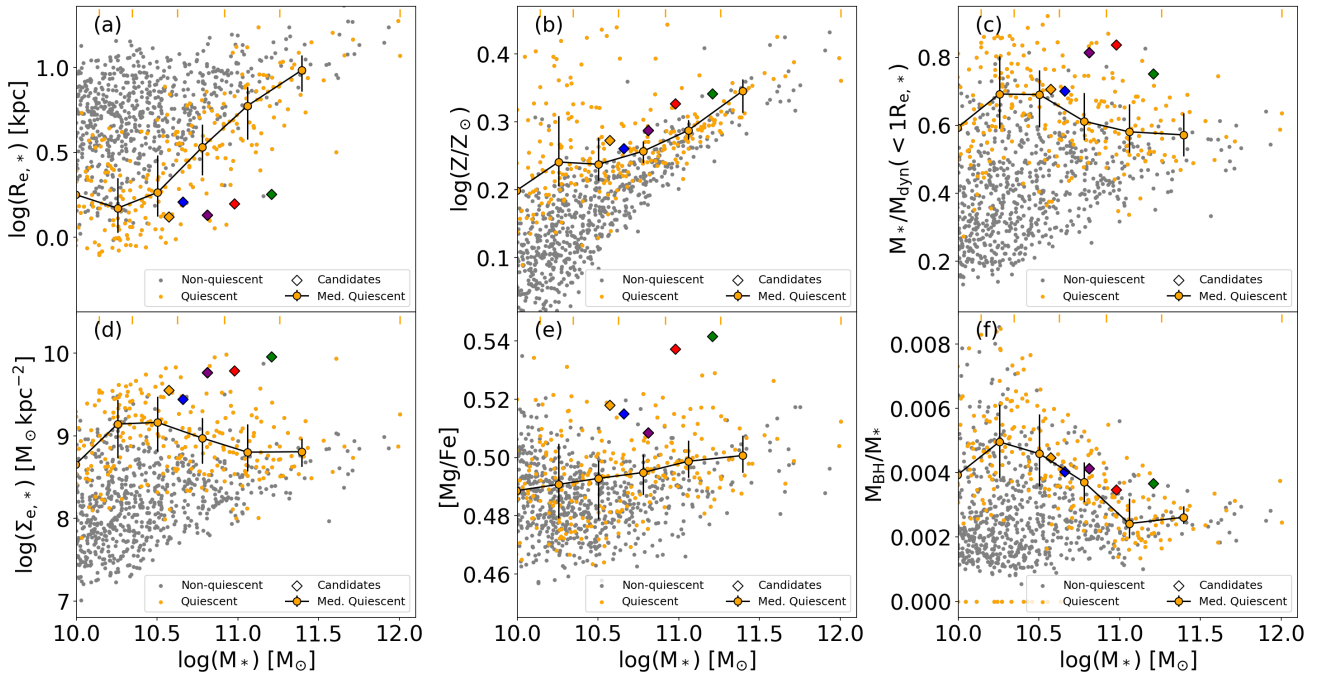 (a)
log(R_{e,*}) [kpc]
1.0
0.5
0.0
Non-quiescent
Quiescent
Candidates
Med. Quiescent
(b)
log(Z/Z_⊙)
0.4
0.3
0.2
0.1
Non-quiescent
Quiescent
Candidates
Med. Quiescent
(c)
M_*/M_{dyn}(<1R_{e,*})
0.8
0.6
0.4
0.2
Non-quiescent
Quiescent
Candidates
Med. Quiescent
(d)
log(Σ_{e,*}) [M_⊙kpc^{−2}]
10
9
8
7
Non-quiescent
Quiescent
Candidates
Med. Quiescent
10.0 10.5 11.0 11.5 12.0
log(M_*) [M_⊙]
(e)
[Mg/Fe]
0.54
0.52
0.50
0.48
0.46
Non-quiescent
Quiescent
Candidates
Med. Quiescent
10.0 10.5 11.0 11.5 12.0
log(M_*) [M_⊙]
(f)
M_{BH}/M_*
0.008
0.006
0.004
0.002
0.000
Non-quiescent
Quiescent
Candidates
Med. Quiescent
10.0 10.5 11.0 11.5 12.0
log(M_*) [M_⊙]